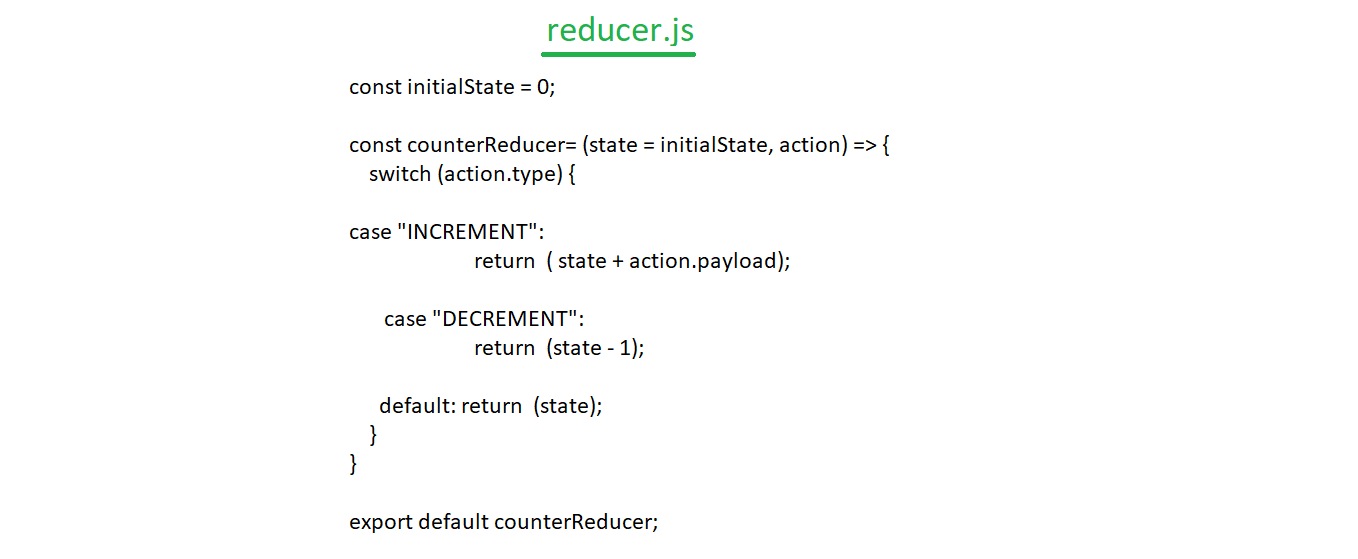 reducer.js
const initialState = 0;
const counterReducer= (state = initialState, action) => {
switch (action.type) {
case "INCREMENT":
return ( state + action.payload);
case "DECREMENT":
return (state - 1);
default: return (state);
}
}
export default counterReducer;